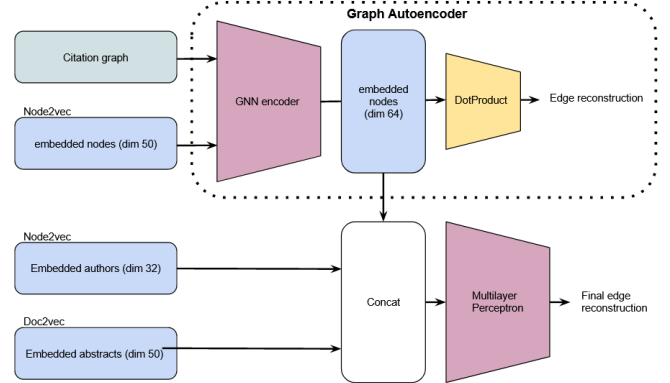 Graph Autoencoder
Citation graph
Node2vec
embedded nodes (dim 50)
GNN encoder
embedded
nodes
(dim 64)
DotProduct
Edge reconstruction
Node2vec
Embedded authors (dim 32)
Doc2vec
Embedded abstracts (dim 50)
Concat
Multilayer
Perceptron
Final edge
reconstruction